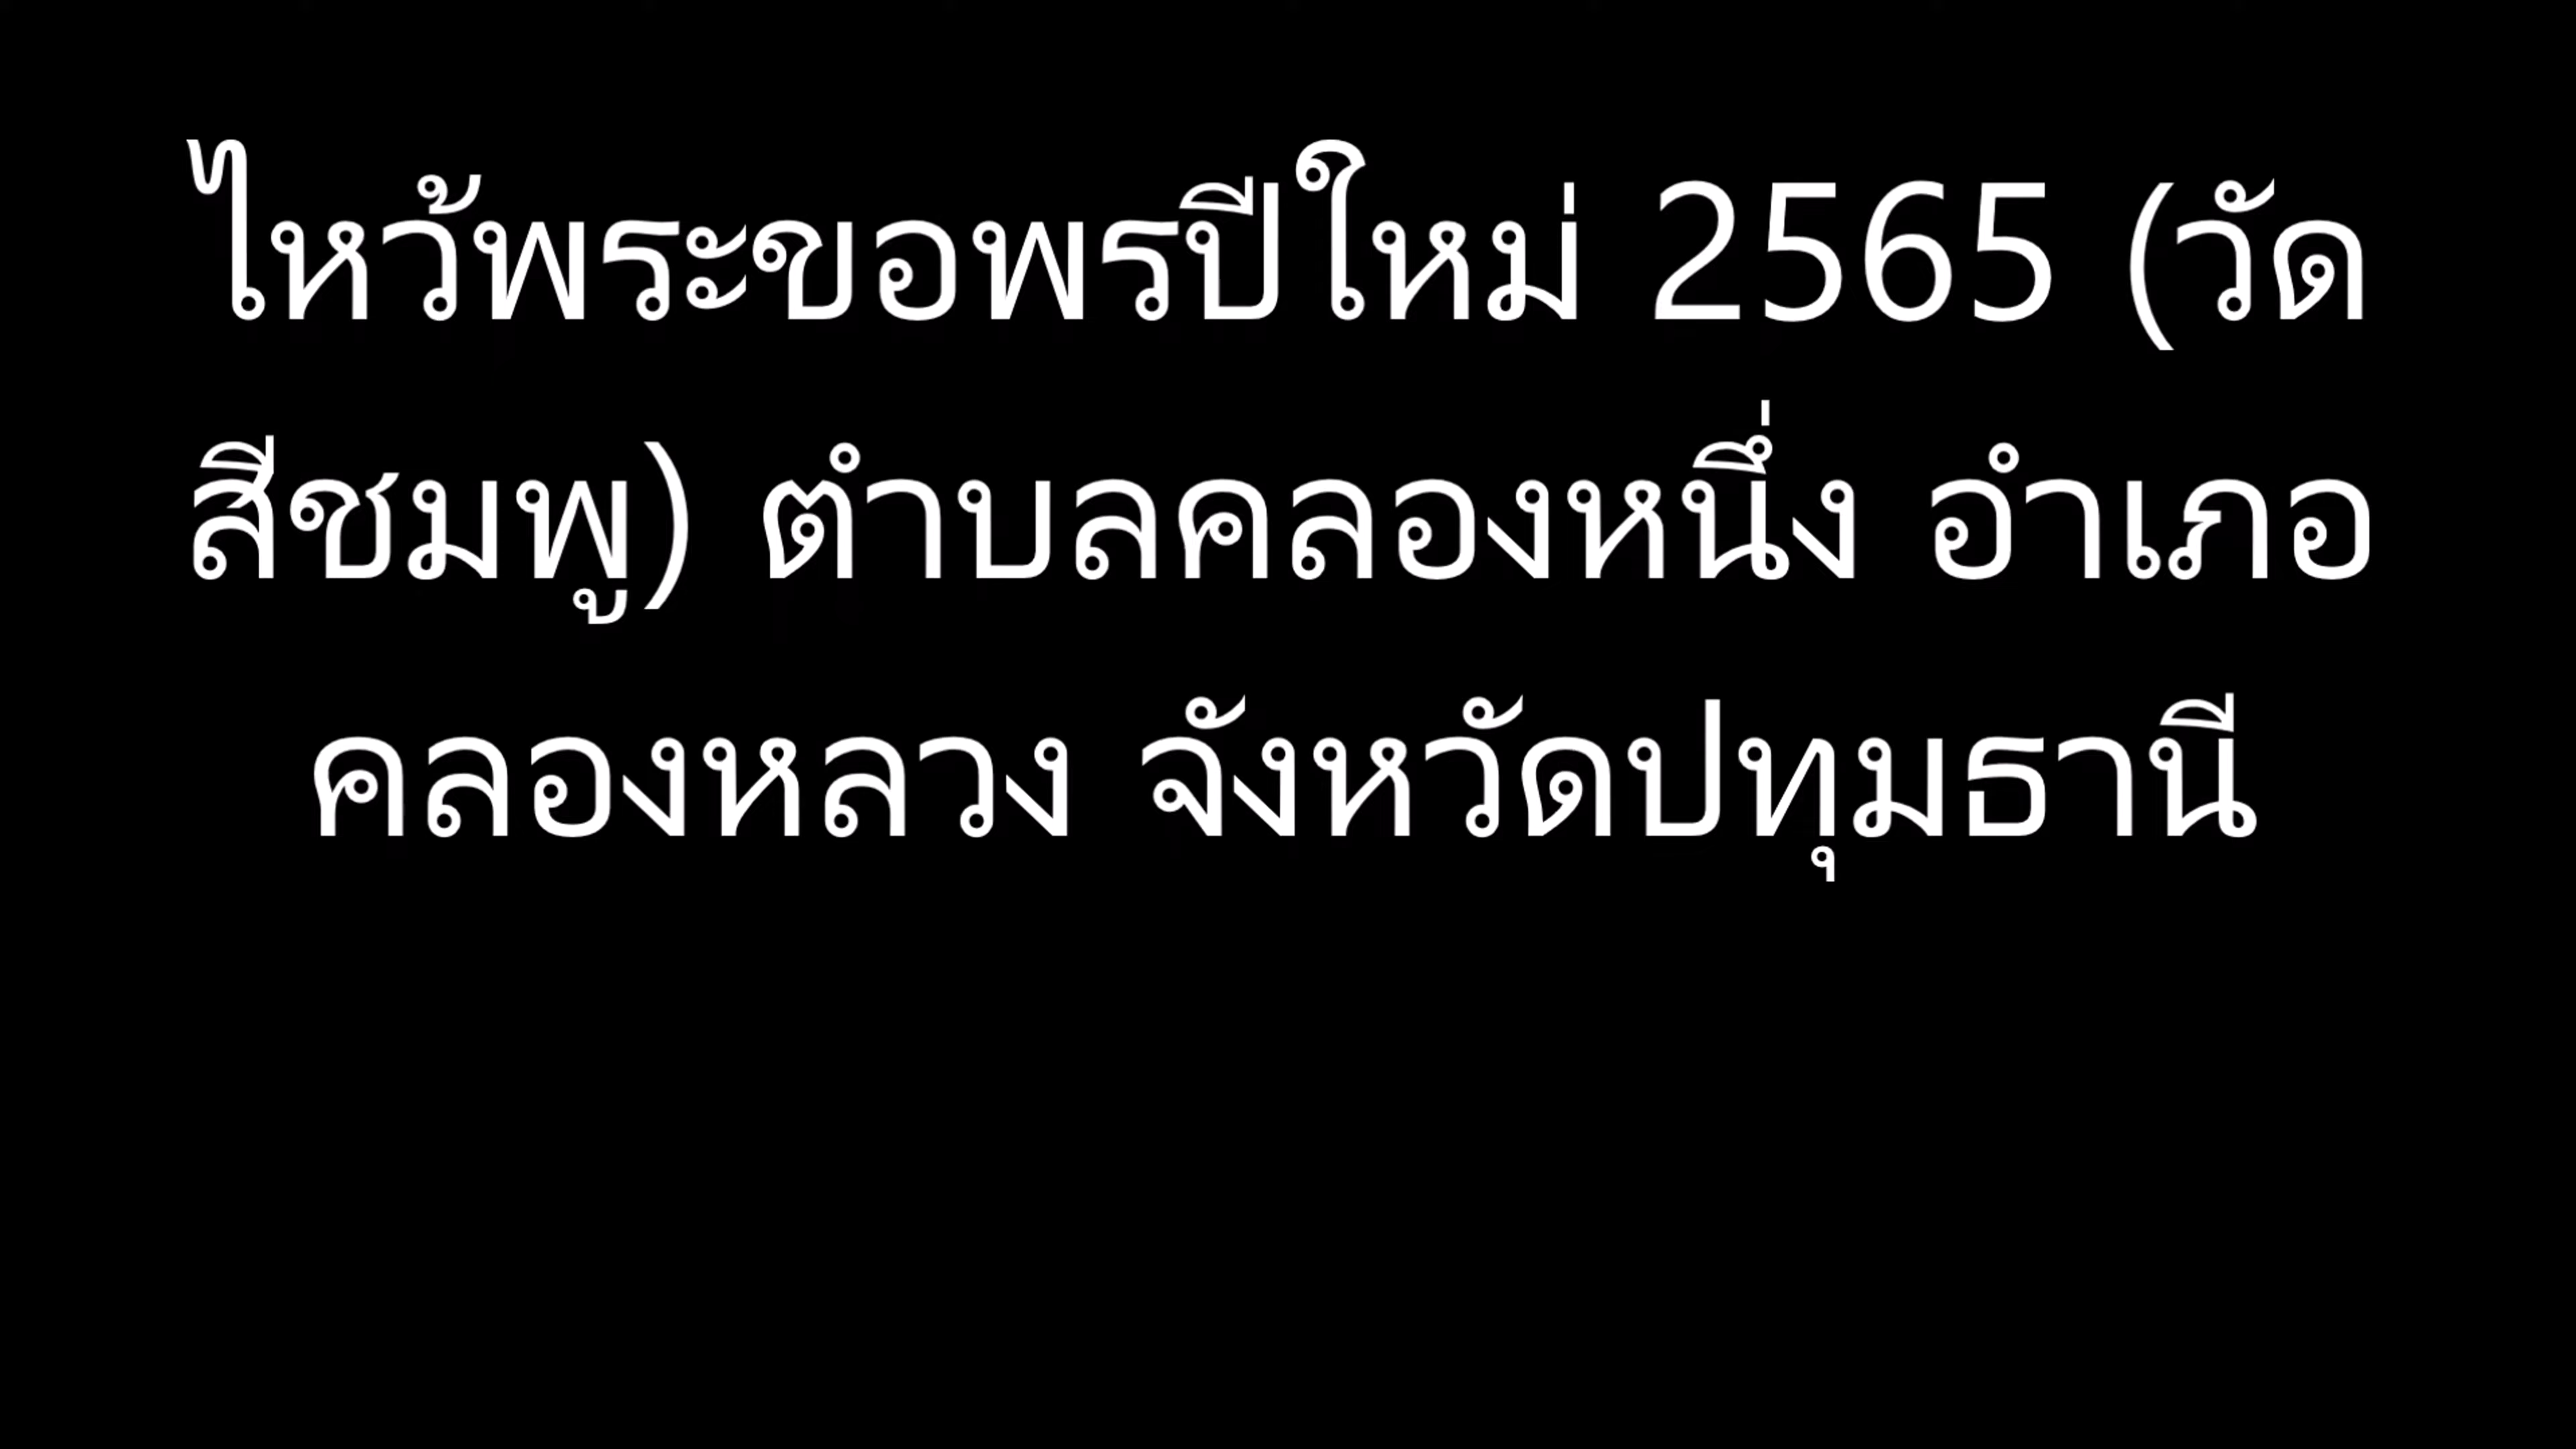 ไหว้พระขอพรปีใหม่ 2565 (วัด
สีชมพู) ตำบลคลองหนึ่ง อำเภอ
คลองหลวง จังหวัดปทุมธานี